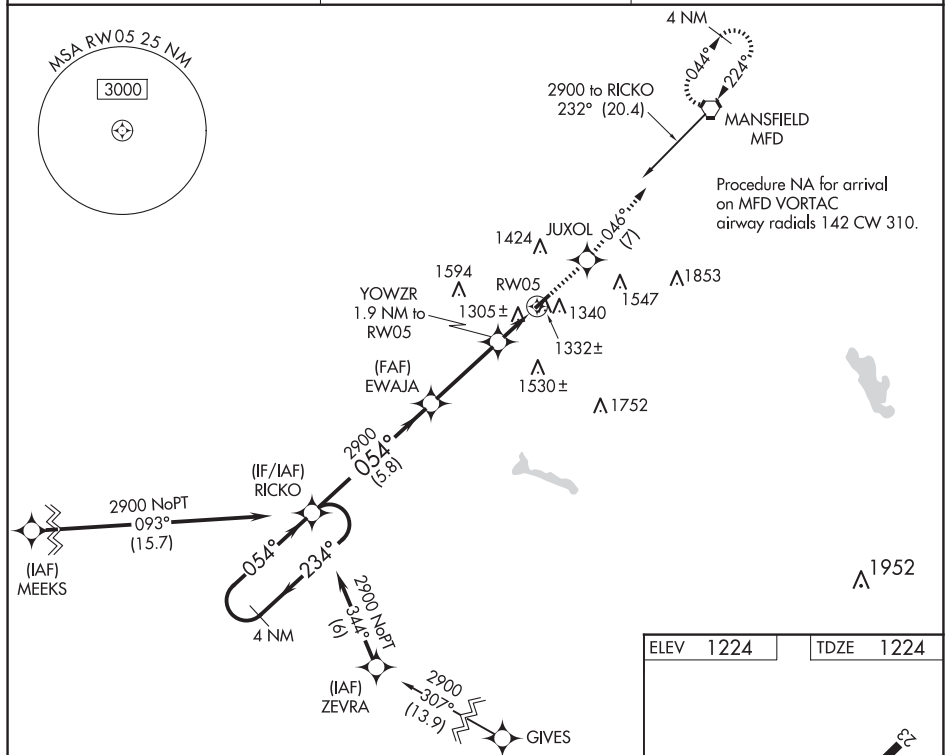 MSA RW05 25 NM
3000
4 NM
044°
224°
2900 to RICKO
232° (20.4)
MANSFIELD
MFD
Procedure NA for arrival
on MFD VORTAC
airway radials 142 CW 310.
046°
(7)
JUXOL
1424
1594
RW05
1853
1547
YOWZR
1.9 NM to
RW05
1305±
1340
1332±
1530±
(FAF)
EWAJA
1752
2900
054°
(5.8)
(IF/IAF)
RICKO
2900 NoPT
093°
(15.7)
(IAF)
MEEKS
054°
234°
4 NM
2900 NoPT
344°
(6)
1952
(IAF)
ZEVRA
2900
307°
(13.9)
GIVES
ELEV 1224
TDZE 1224
23